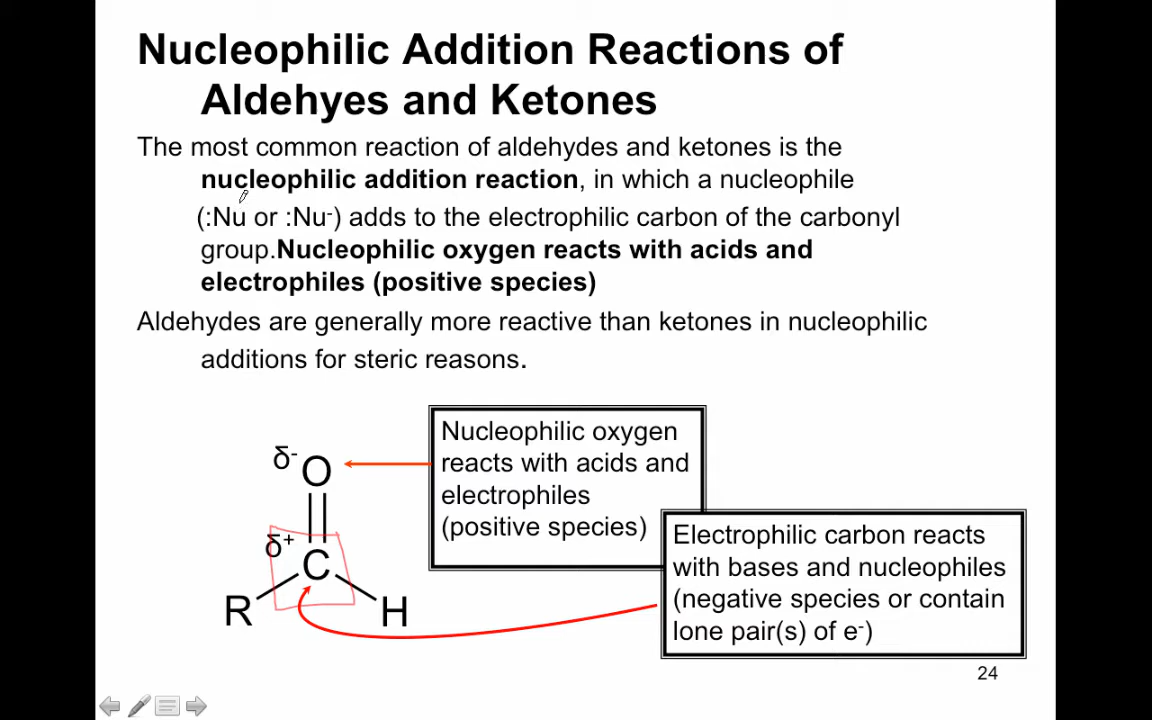 Nucleophilic Addition Reactions of
Aldehyes and Ketones
The most common reaction of aldehydes and ketones is the
nucleophilic addition reaction, in which a nucleophile
(:Nu or :Nu⁻) adds to the electrophilic carbon of the carbonyl
group.Nucleophilic oxygen reacts with acids and
electrophiles (positive species)
Aldehydes are generally more reactive than ketones in nucleophilic
additions for steric reasons.
Nucleophilic oxygen
reacts with acids and
electrophiles
(positive species)
δ⁻
O
Electrophilic carbon reacts
with bases and nucleophiles
(negative species or contain
lone pair(s) of e⁻)
δ⁺
C
R
H
24